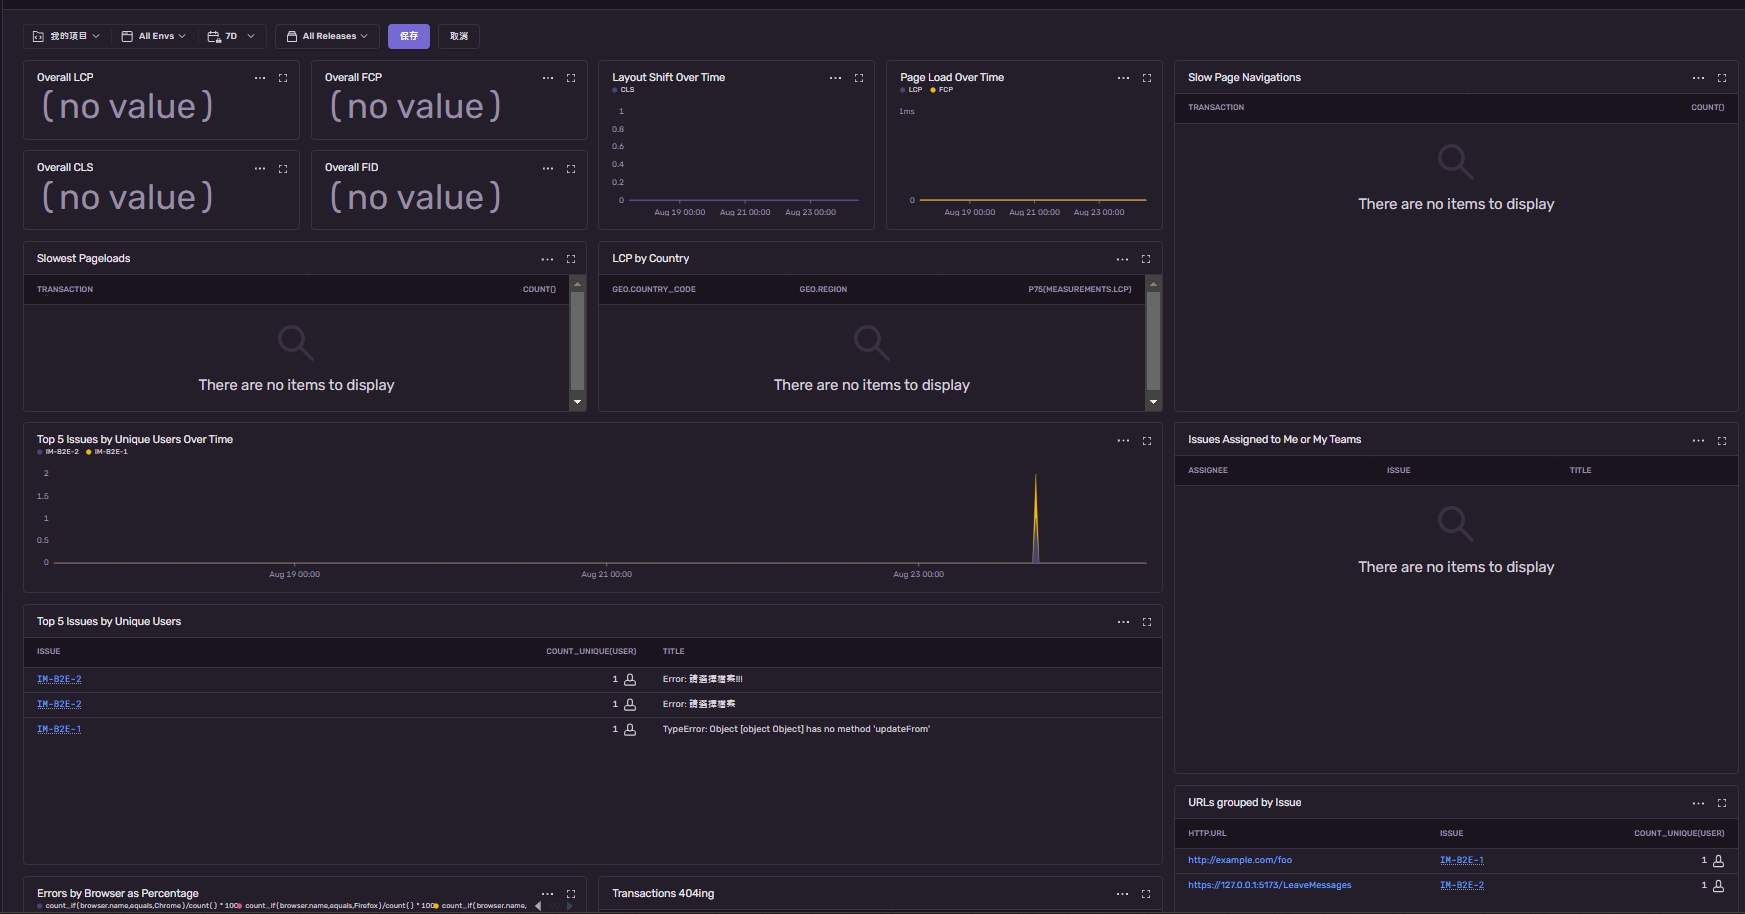 我的項目 All Envs 7D All Releases 保存 取消
Overall LCP
(no value)
Overall FCP
(no value)
Layout Shift Over Time
CLS
1
0.8
0.6
0.4
0.2
0
Aug 19 00:00 Aug 21 00:00 Aug 23 00:00
Page Load Over Time
LCP FCP
1ms
0
Aug 19 00:00 Aug 21 00:00 Aug 23 00:00
Slow Page Navigations
TRANSACTION COUNT()
There are no items to display
Overall CLS
(no value)
Overall FID
(no value)
Slowest Pageloads
TRANSACTION COUNT()
There are no items to display
LCP by Country
GEO.COUNTRY_CODE GEO.REGION P75(MEASUREMENTS.LCP)
There are no items to display
Top 5 Issues by Unique Users Over Time
IM-B2E-2 IM-B2E-1
2
1.5
1
0.5
0
Aug 19 00:00 Aug 21 00:00 Aug 23 00:00
Issues Assigned to Me or My Teams
ASSIGNEE ISSUE TITLE
There are no items to display
Top 5 Issues by Unique Users
ISSUE COUNT_UNIQUE(USER) TITLE
IM-B2E-2 1 Error: 請選擇檔案!!!
IM-B2E-2 1 Error: 請選擇檔案
IM-B2E-1 1 TypeError: Object [object Object] has no method 'updateFrom'
URLs grouped by Issue
HTTP.URL ISSUE COUNT_UNIQUE(USER)
http://example.com/foo IM-B2E-1 1
https://127.0.0.1:5173/LeaveMessages IM-B2E-2 1
Errors by Browser as Percentage
count_if(browser.name,equals,Chrome)/count() * 100 count_if(browser.name,equals,Firefox)/count() * 100 count_if(browser.name,
Transactions 404ing